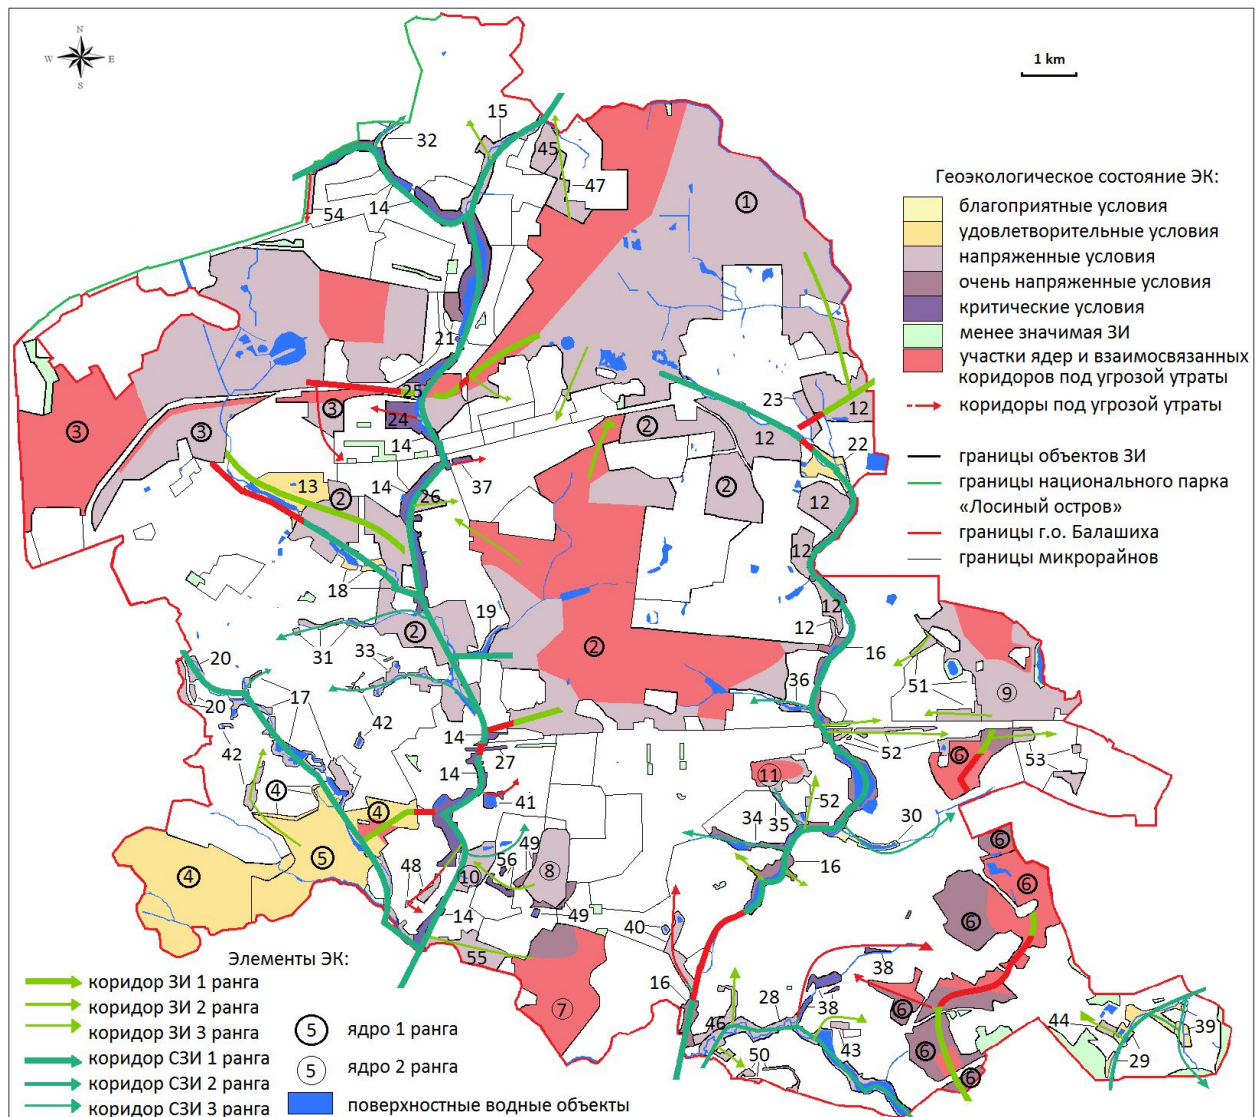 N
W
E
S
1 km
Геоэкологическое состояние ЭК:
благоприятные условия
удовлетворительные условия
напряженные условия
очень напряженные условия
критические условия
менее значимая ЗИ
участки ядер и взаимосвязанных
коридоров под угрозой утраты
коридоры под угрозой утраты
границы объектов ЗИ
границы национального парка
«Лосиный остров»
границы г.о. Балашиха
границы микрорайнов
15
32
45
47
54
14
1
21
25
3
24
3
3
14
23
12
2
12
22
37
2
12
13
2
14
26
12
18
19
12
2
12
31
2
16
33
36
51
9
20
17
20
42
42
14
52
6
53
27
14
11
4
41
52
4
34
35
30
5
56
49
16
6
4
48
10
8
6
14
49
6
40
55
38
16
7
28
38
6
46
44
39
43
6
29
50
6
Элементы ЭК:
коридор ЗИ 1 ранга
коридор ЗИ 2 ранга
коридор ЗИ 3 ранга
коридор СЗИ 1 ранга
коридор СЗИ 2 ранга
коридор СЗИ 3 ранга
5 ядро 1 ранга
5 ядро 2 ранга
поверхностные водные объекты